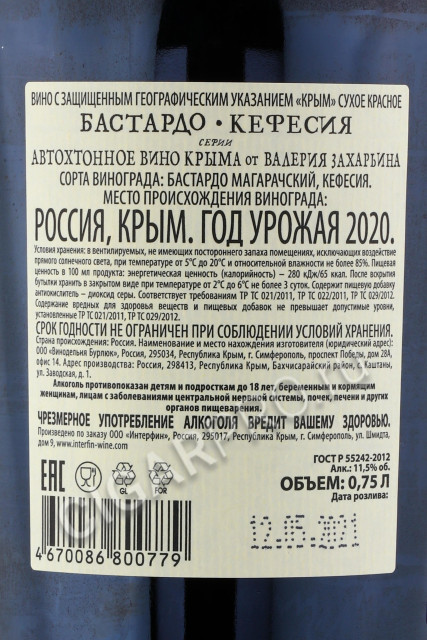 ВИНО С ЗАЩИЩЕННЫМ ГЕОГРАФИЧЕСКИМ УКАЗАНИЕМ «КРЫМ» СУХОЕ КРАСНОЕ
БАСТАРДО • КЕФЕСИЯ
СЕРИИ
АВТОХТОННОЕ ВИНО КРЫМА от ВАЛЕРИЯ ЗАХАРЬИНА
СОРТА ВИНОГРАДА: БАСТАРДО МАГАРАЧСКИЙ, КЕФЕСИЯ.
МЕСТО ПРОИСХОЖДЕНИЯ ВИНОГРАДА:
РОССИЯ, КРЫМ. ГОД УРОЖАЯ 2020.
Условия хранения: в вентилируемых, не имеющих постороннего запаха помещениях, исключающих воздействие
прямого солнечного света, при температуре от 5°С до 20°С и относительной влажности не более 85%. Пищевая
ценность в 100 мл продукта: энергетическая ценность (калорийность) – 280 кДж/65 ккал. После вскрытия
бутылки хранить в закрытом виде при температуре от 2°С до 6°С не более 3 суток. Содержит пищевую добавку
антиокислитель – диоксид серы. Соответствует требованиям ТР ТС 021/2011, ТР ТС 022/2011, ТР ТС 029/2012.
Содержание вредных для здоровья веществ и пищевых добавок не превышает допустимые уровни,
установленные ТР ТС 021/2011, ТР ТС 029/2012.
СРОК ГОДНОСТИ НЕ ОГРАНИЧЕН ПРИ СОБЛЮДЕНИИ УСЛОВИЙ ХРАНЕНИЯ.
Страна происхождения: Россия. Наименование и место нахождения изготовителя (юридический адрес):
ООО «Винодельня Бурлюк», Россия, 295034, Республика Крым, г. Симферополь, проспект Победы, дом 28А,
офис 14. Адрес производства: Россия, 298413, Республика Крым, Бахчисарайский район, с. Каштаны,
ул. Заводская, д. 1.
Алкоголь противопоказан детям и подросткам до 18 лет, беременным и кормящим
женщинам, лицам с заболеваниями центральной нервной системы, почек, печени и других
органов пищеварения.
ЧРЕЗМЕРНОЕ УПОТРЕБЛЕНИЕ АЛКОГОЛЯ ВРЕДИТ ВАШЕМУ ЗДОРОВЬЮ.
Произведено по заказу ООО «Интерфин», Россия, 295017, Республика Крым, г. Симферополь, ул. Шмидта,
дом 9, www.interfin-wine.com
ЕАС
GL
FOR
ГОСТ Р 55242-2012
Алк.: 11,5% об.
ОБЪЕМ: 0,75 Л
Дата розлива:
12.05.2021
4 670086 800779
CIGARPRO.RU